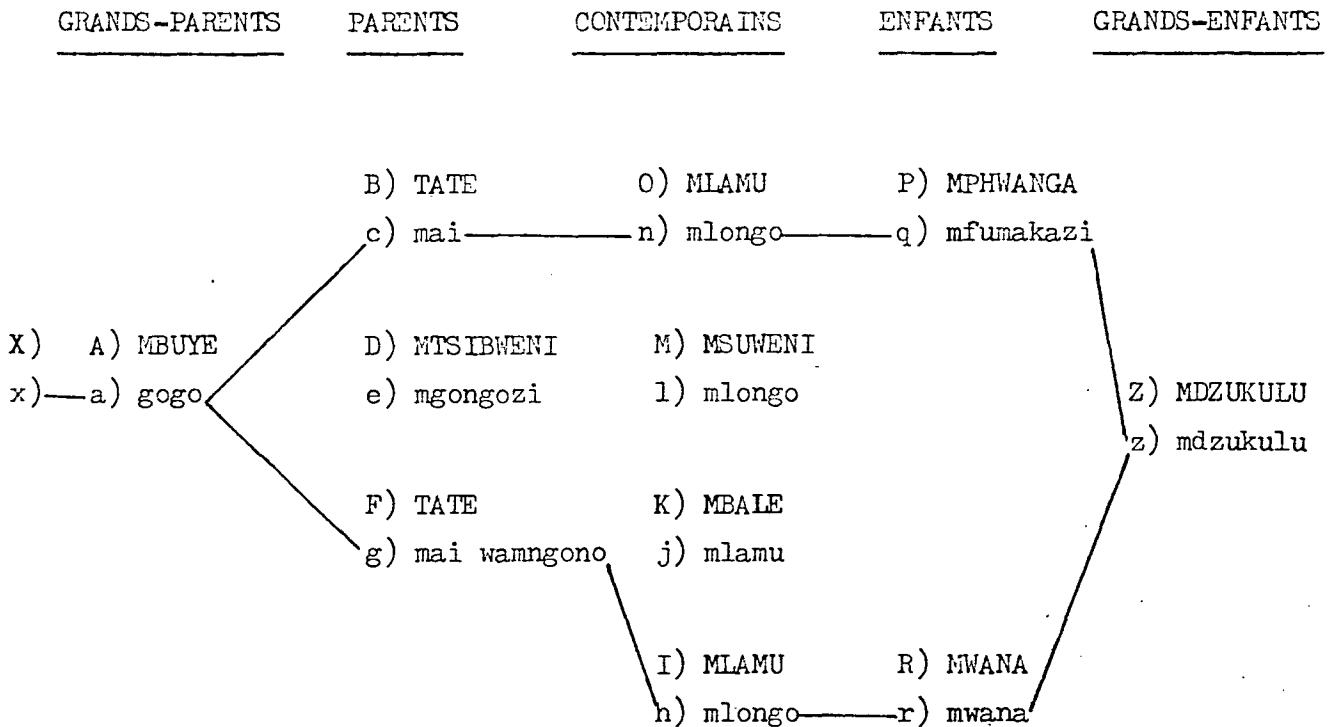 GRANDS-PARENTS PARENTS CONTEMPORAINS ENFANTS GRANDS-ENFANTS
B) TATE O) MLAMU P) MPHWANGA
c) mai n) mlongo q) mfumakazi
X) A) MBUYE D) MTSIBWENI M) MSUWENI
x) a) gogo e) mgongozi l) mlongo Z) MDZUKULU
z) mdzukulu
F) TATE K) MBALE
g) mai wamngono j) mlamu
I) MLAMU R) MWANA
h) mlongo r) mwana